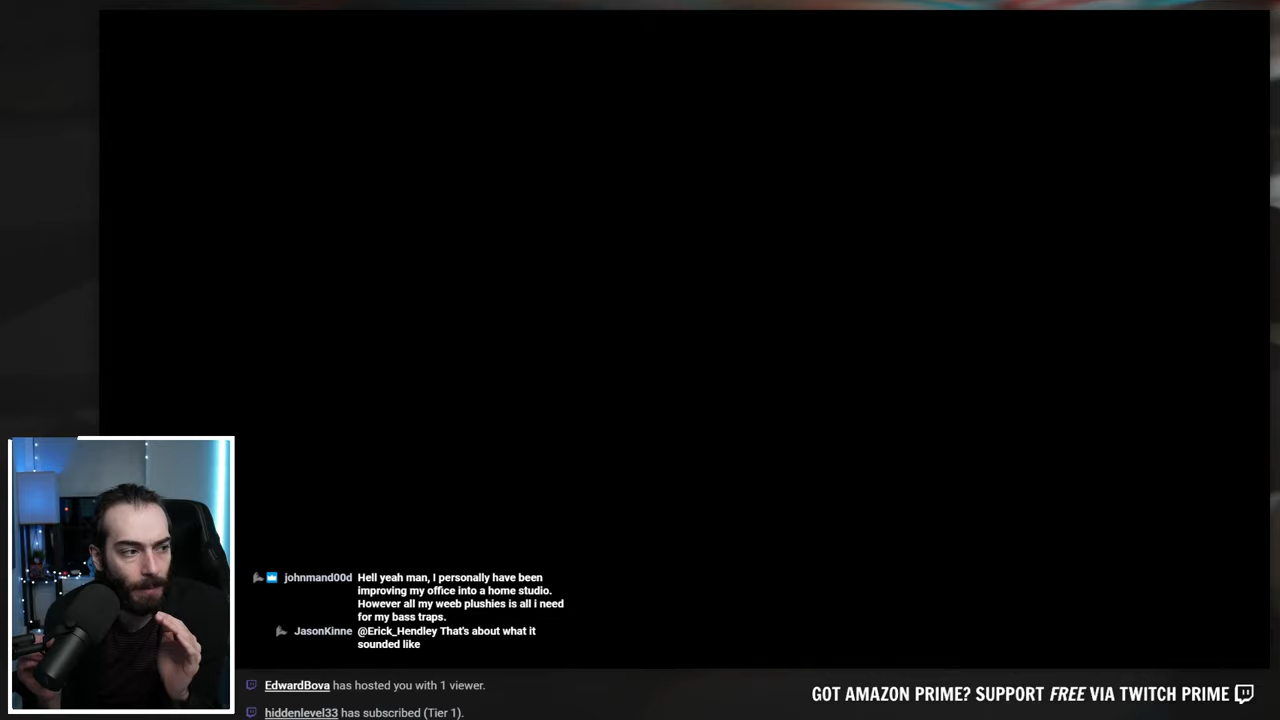 johnmand00d Hell yeah man, I personally have been
improving my office into a home studio.
However all my weeb plushies is all i need
for my bass traps.
JasonKinne @Erick_Hendley That's about what it
sounded like
EdwardBova has hosted you with 1 viewer.
hiddenlevel33 has subscribed (Tier 1).
GOT AMAZON PRIME? SUPPORT FREE VIA TWITCH PRIME